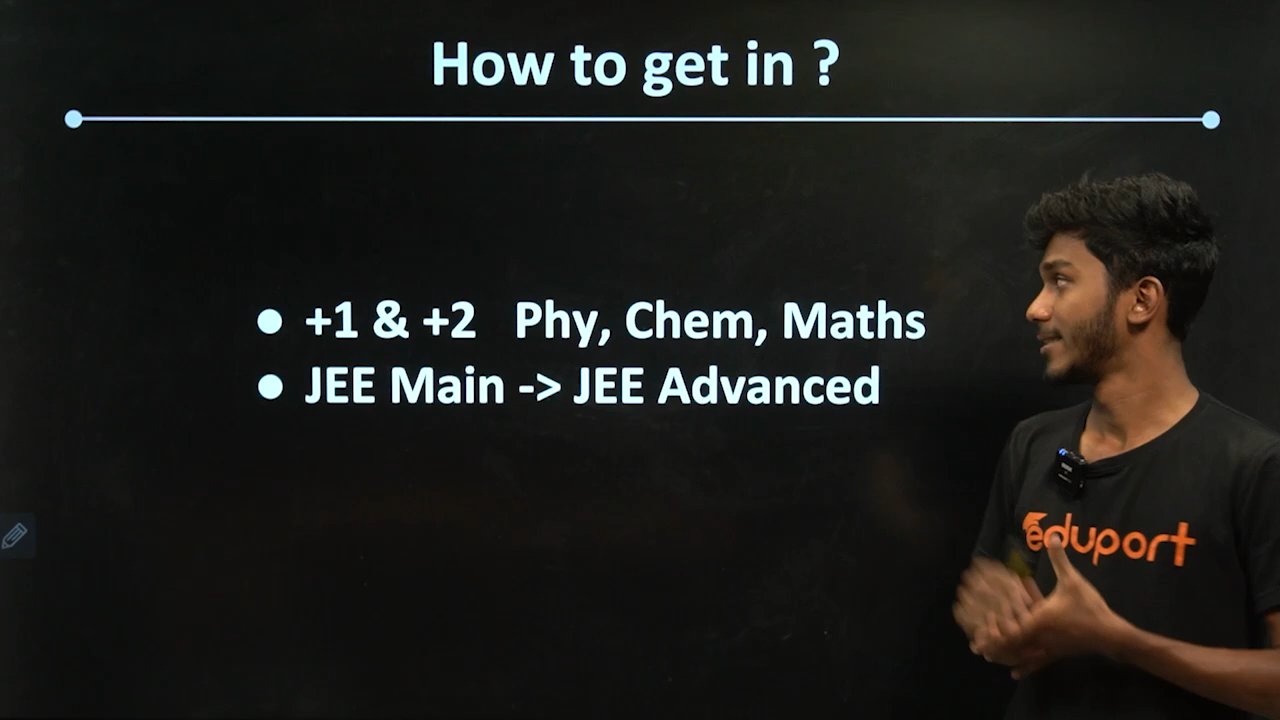 How to get in ?
● +1 & +2 Phy, Chem, Maths
● JEE Main -> JEE Advanced
eduport